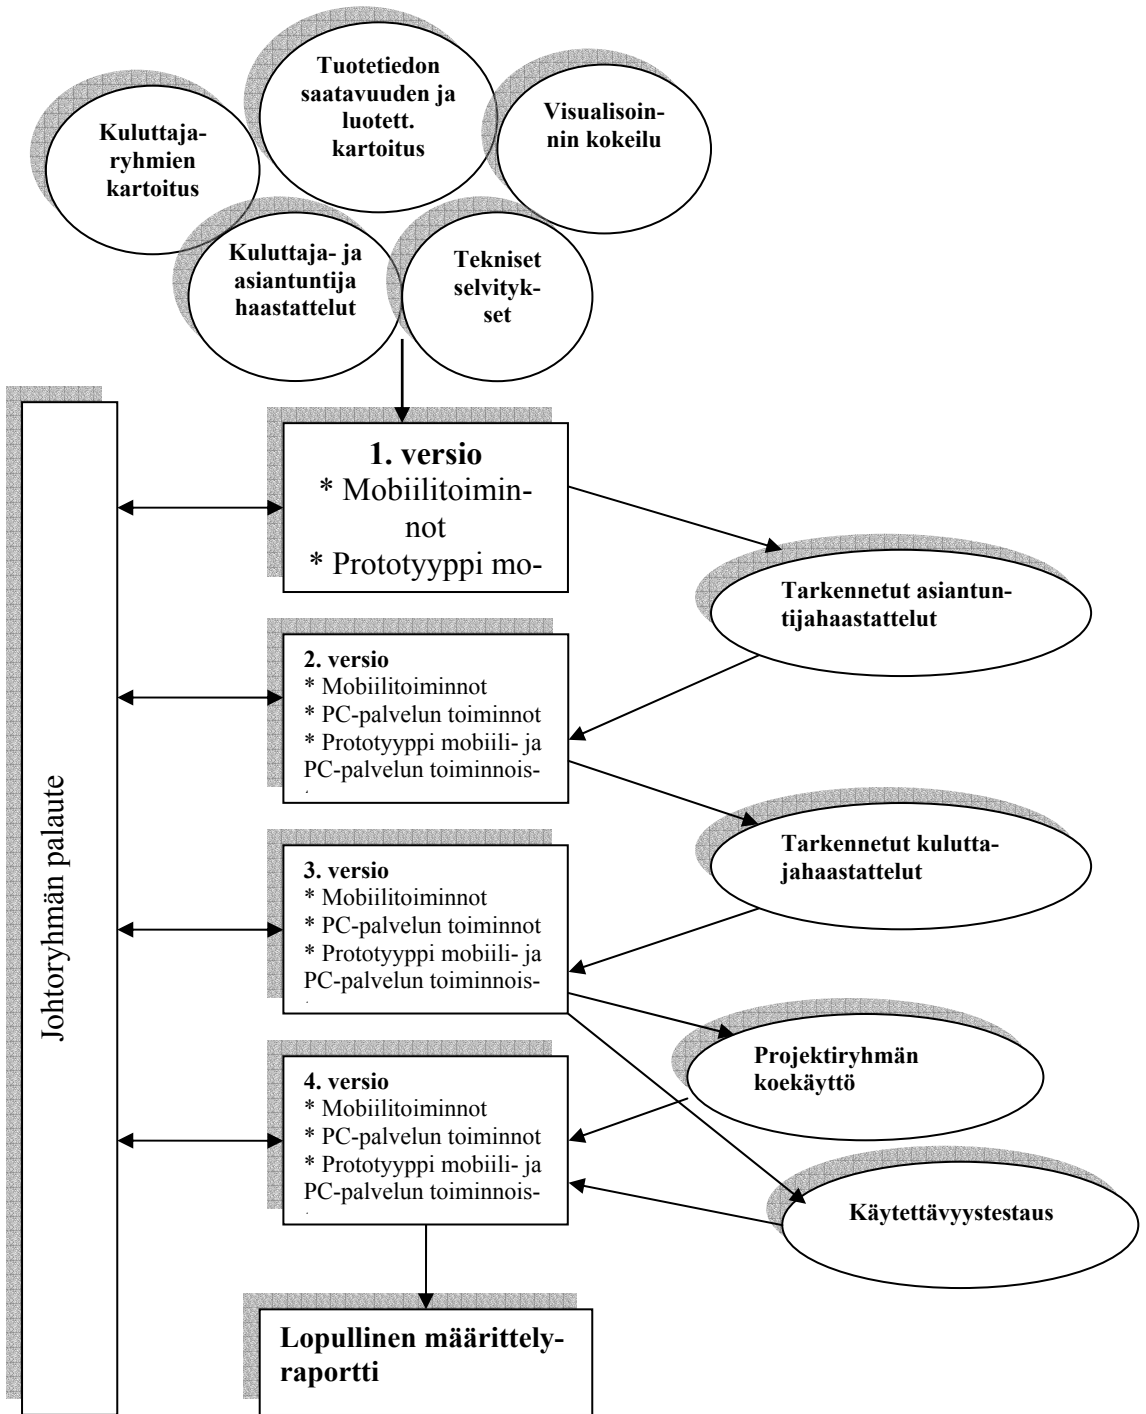 Tuotetiedon
saatavuuden ja
luotett.
kartoitus
Visualisoin-
nin kokeilu
Kuluttaja-
ryhmien
kartoitus
Kuluttaja- ja
asiantuntija
haastattelut
Tekniset
selvityk-
set
Johtoryhmän palaute
1. versio
* Mobiilitoimin-
not
* Prototyyppi mo-
Tarkennetut asiantun-
tijahaastattelut
2. versio
* Mobiilitoiminnot
* PC-palvelun toiminnot
* Prototyyppi mobiili- ja
PC-palvelun toiminnois-
Tarkennetut kulutta-
jahaastattelut
3. versio
* Mobiilitoiminnot
* PC-palvelun toiminnot
* Prototyyppi mobiili- ja
PC-palvelun toiminnois-
Projektiryhmän
koekäyttö
4. versio
* Mobiilitoiminnot
* PC-palvelun toiminnot
* Prototyyppi mobiili- ja
PC-palvelun toiminnois-
Käytettävyystestaus
Lopullinen määrittely-
raportti